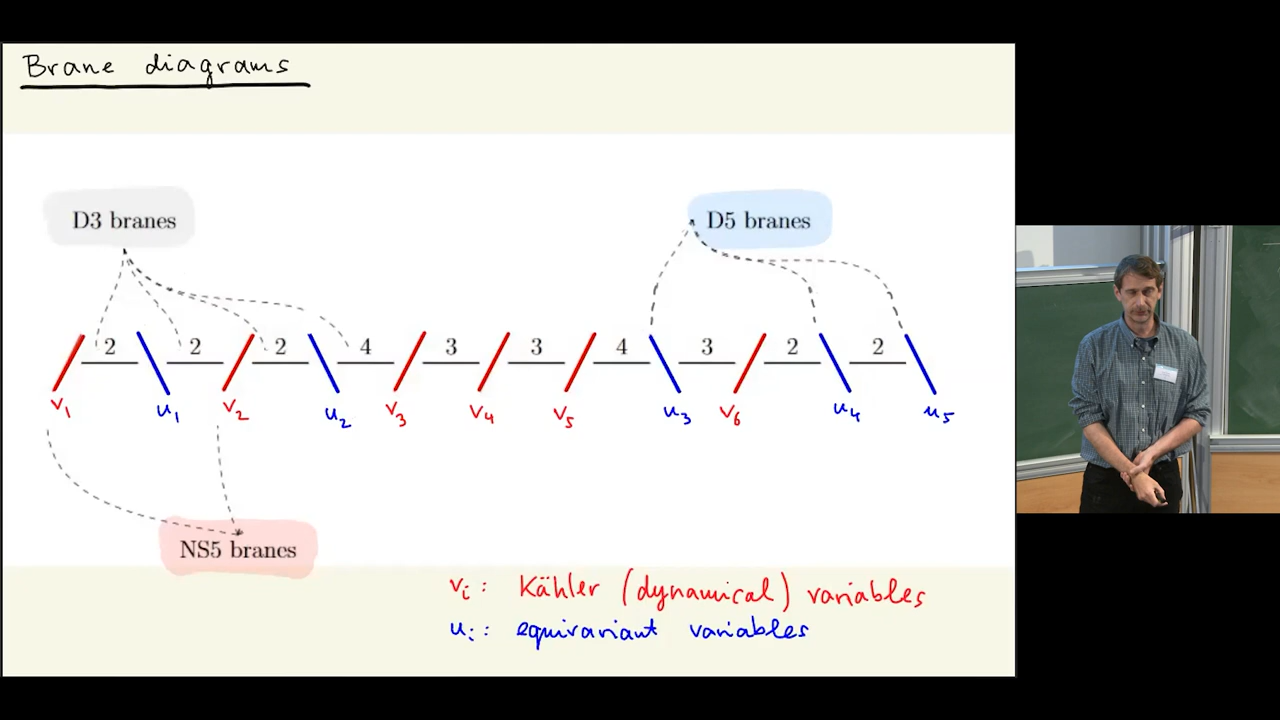 Brane diagrams
D3 branes
D5 branes
2 2 2 4 3 3 4 3 2 2
v1 u1 v2 u2 v3 v4 v5 u3 v6 u4 u5
NS5 branes
vi : Kähler (dynamical) variables
ui : equivariant variables